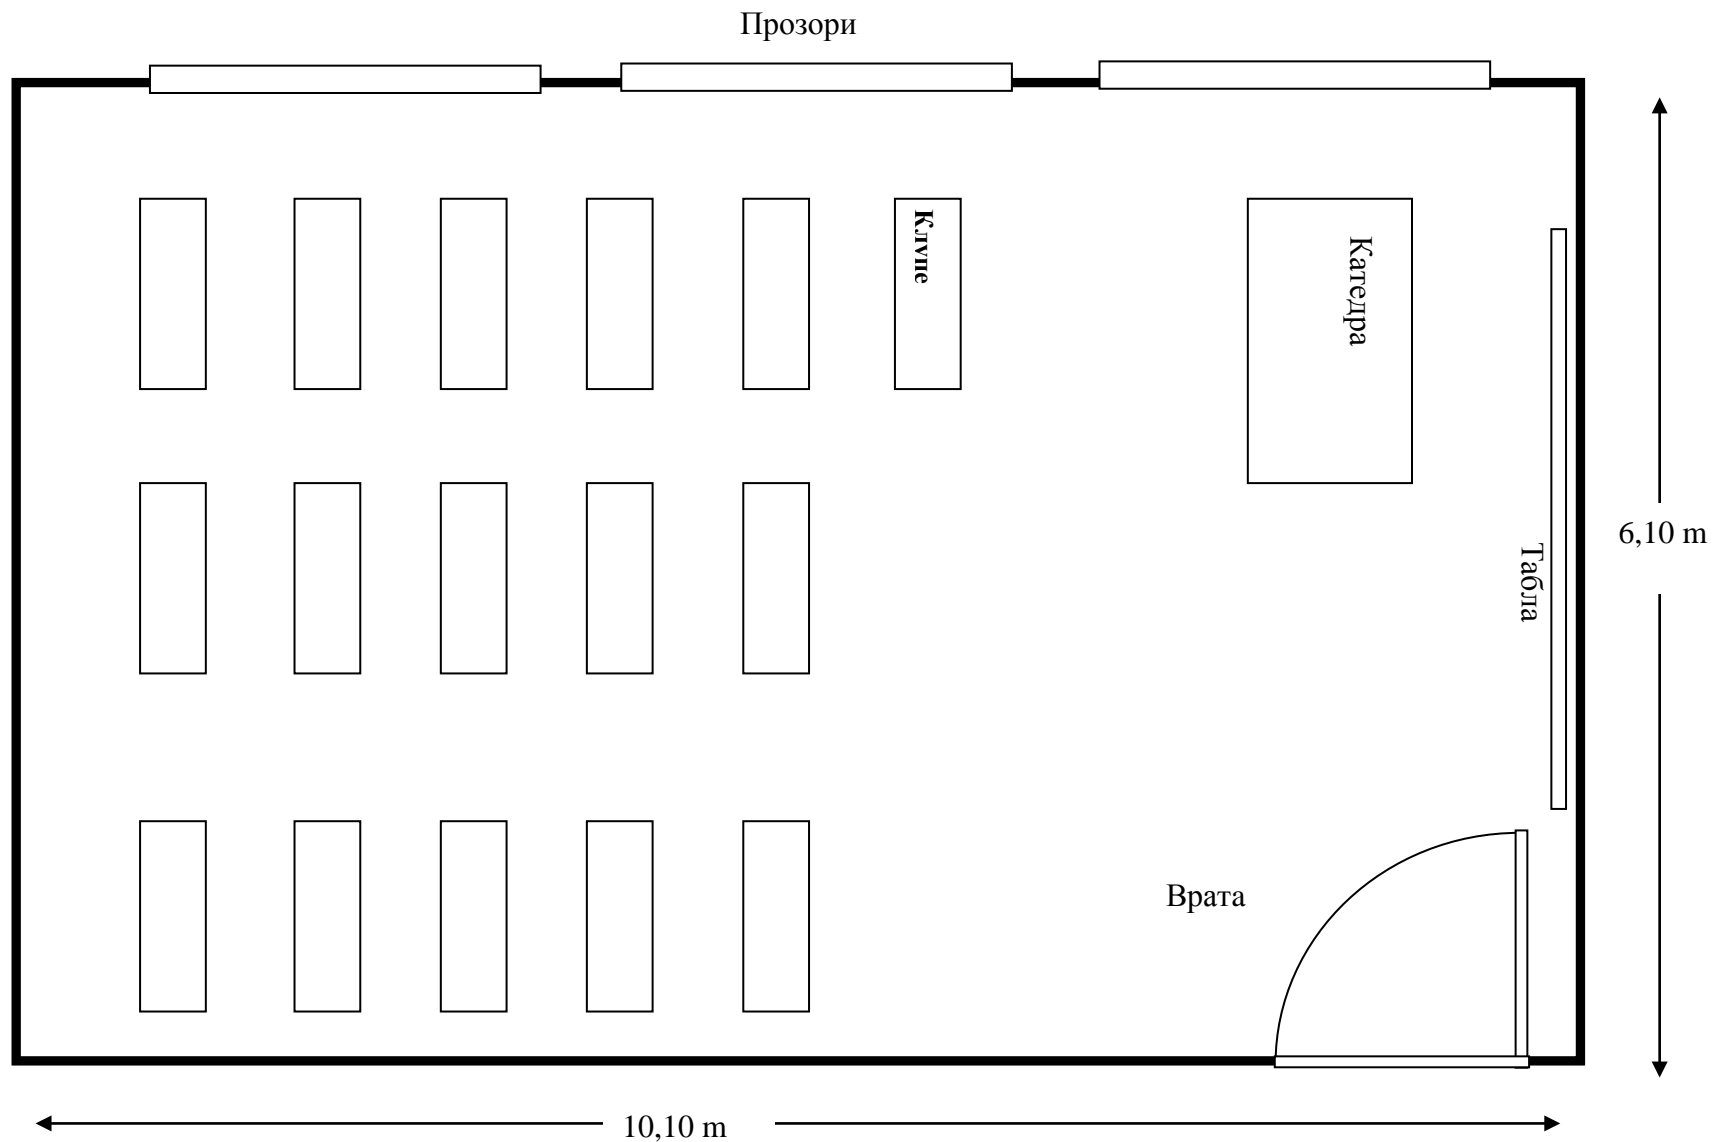 Прозори
Клупе
Катедра
6,10 m
Табла
Врата
10,10 m